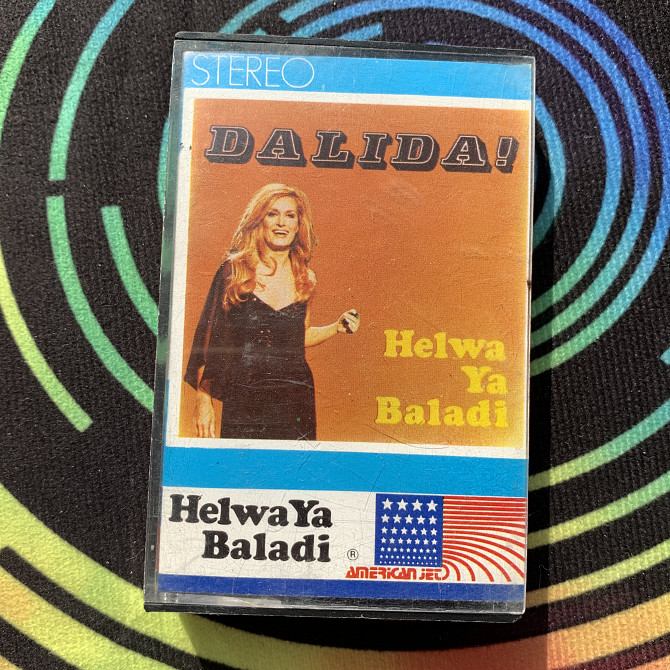 STEREO
DALIDA!
Helwa
Ya
Baladi
HelwaYa
Baladi ®
AMERICAN JET